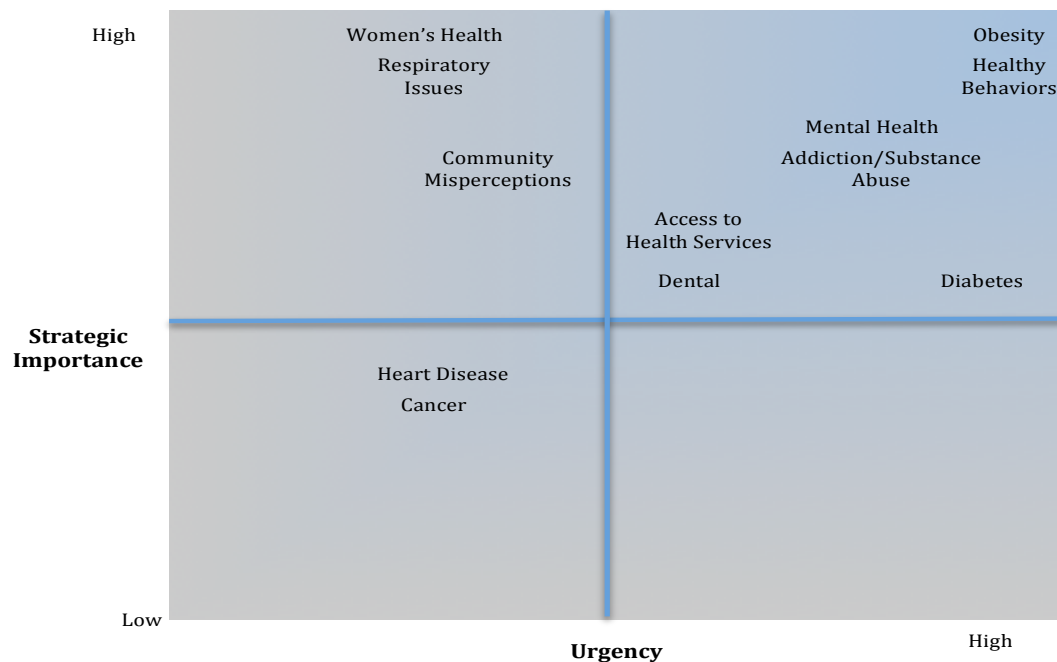 High
Women’s Health
Obesity
Respiratory
Issues
Healthy
Behaviors
Mental Health
Community
Misperceptions
Addiction/Substance
Abuse
Access to
Health Services
Dental
Diabetes
Strategic
Importance
Heart Disease
Cancer
Low
Urgency
High